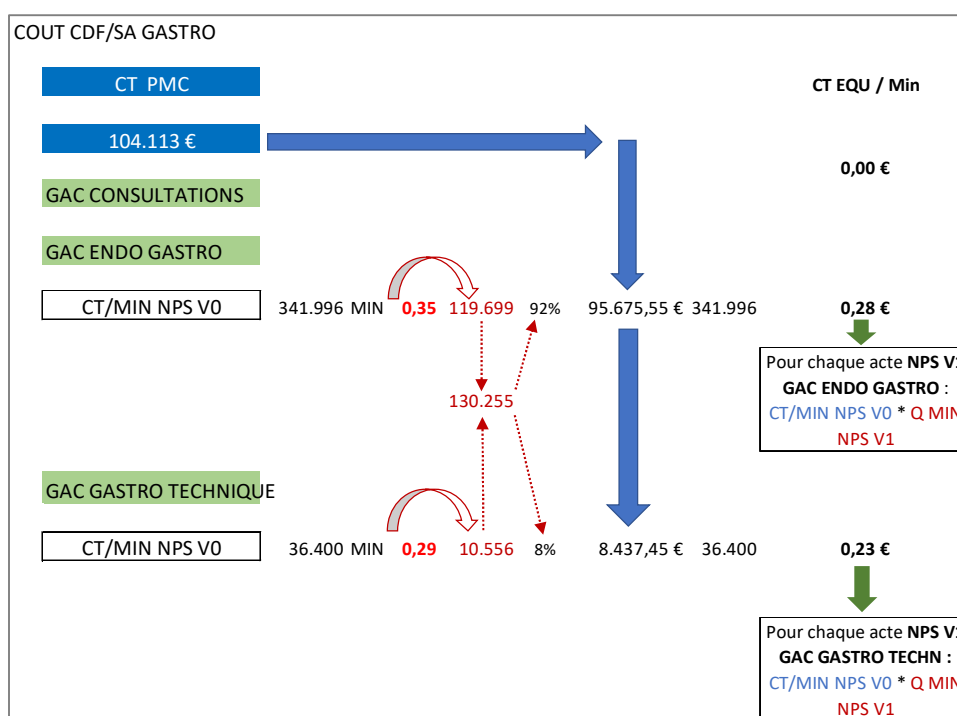 COUT CDF/SA GASTRO
CT PMC
CT EQU / Min
104.113 €
0,00 €
GAC CONSULTATIONS
GAC ENDO GASTRO
CT/MIN NPS V0 341.996 MIN 0,35 119.699 92% 95.675,55 € 341.996 0,28 €
Pour chaque acte NPS V1
GAC ENDO GASTRO :
CT/MIN NPS V0 * Q MIN
NPS V1
130.255
GAC GASTRO TECHNIQUE
CT/MIN NPS V0 36.400 MIN 0,29 10.556 8% 8.437,45 € 36.400 0,23 €
Pour chaque acte NPS V1
GAC GASTRO TECHN :
CT/MIN NPS V0 * Q MIN
NPS V1